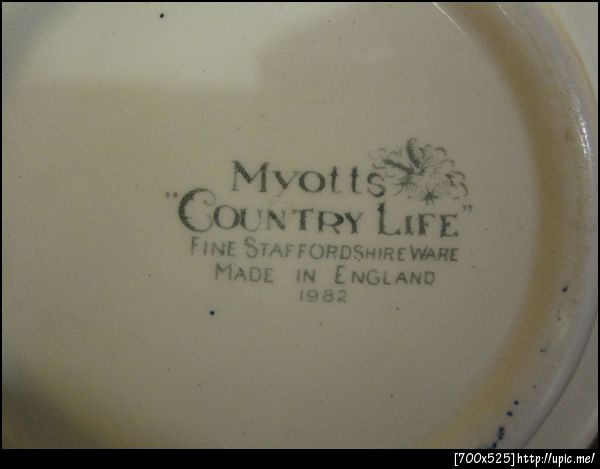 Myotts
"COUNTRY LIFE"
FINE STAFFORDSHIRE WARE
MADE IN ENGLAND
1982
[700x525]http://upic.me/